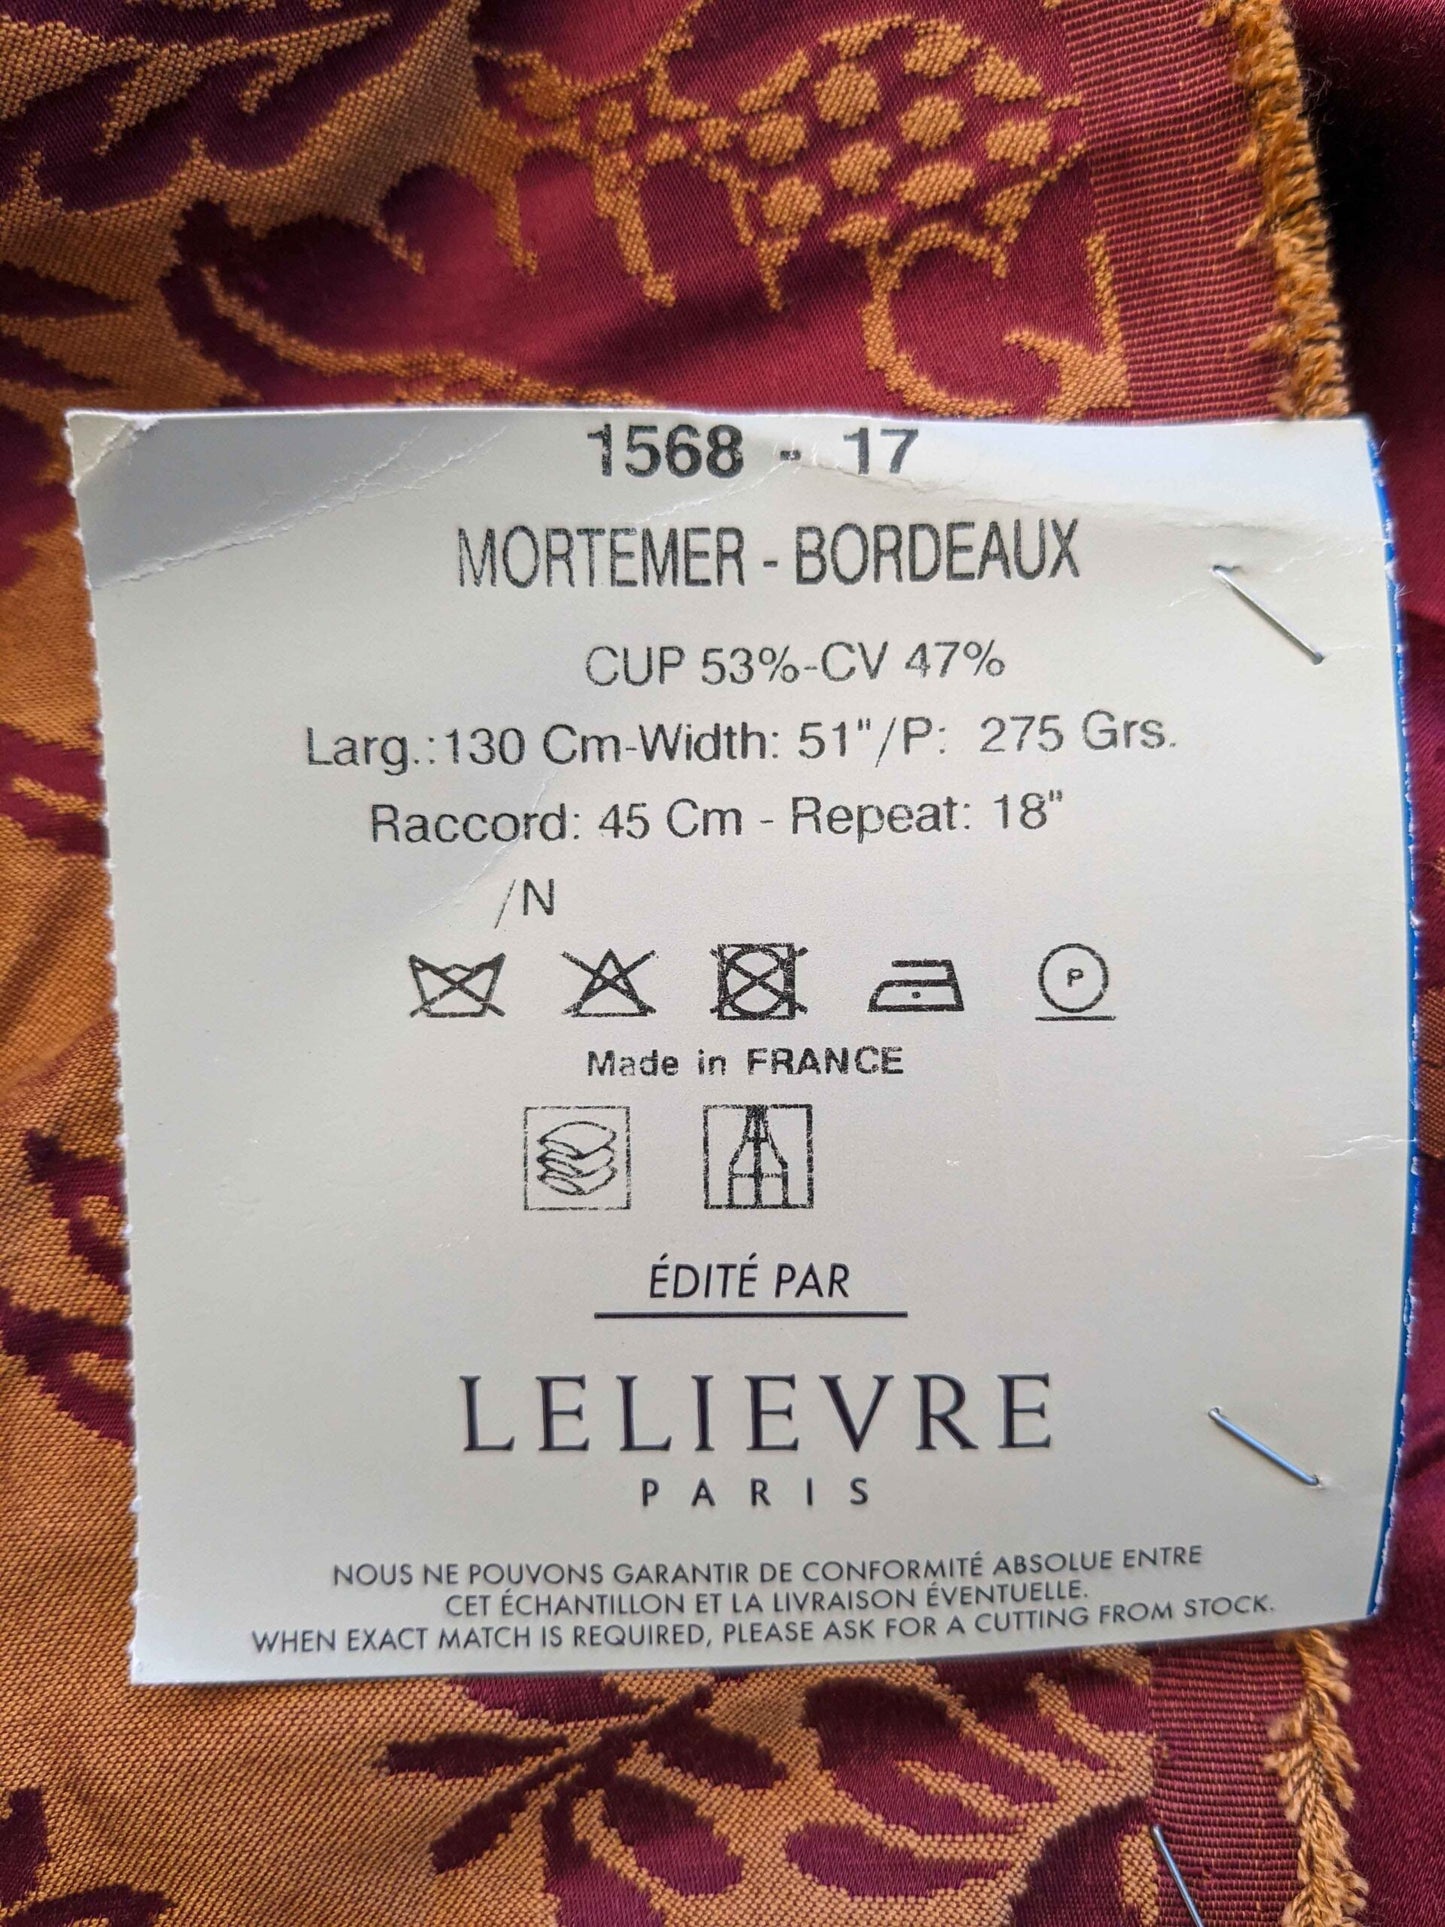 1568 - 17
MORTEMER - BORDEAUX
CUP 53%-CV 47%
Larg.:130 Cm-Width: 51"/P: 275 Grs.
Raccord: 45 Cm - Repeat: 18"
/N
P
Made in FRANCE
ÉDITÉ PAR
LELIEVRE
PARIS
NOUS NE POUVONS GARANTIR DE CONFORMITÉ ABSOLUE ENTRE
CET ÉCHANTILLON ET LA LIVRAISON ÉVENTUELLE.
WHEN EXACT MATCH IS REQUIRED, PLEASE ASK FOR A CUTTING FROM STOCK.